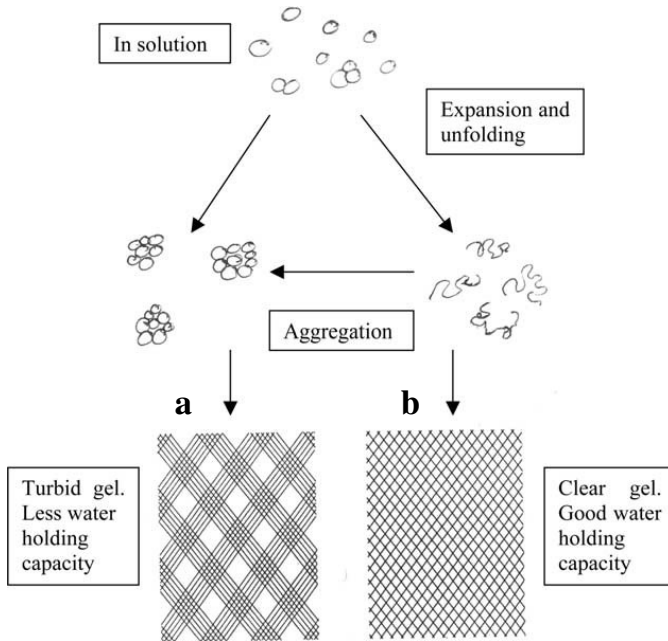 In solution
Expansion and
unfolding
Aggregation
a
b
Turbid gel.
Less water
holding
capacity
Clear gel.
Good water
holding
capacity